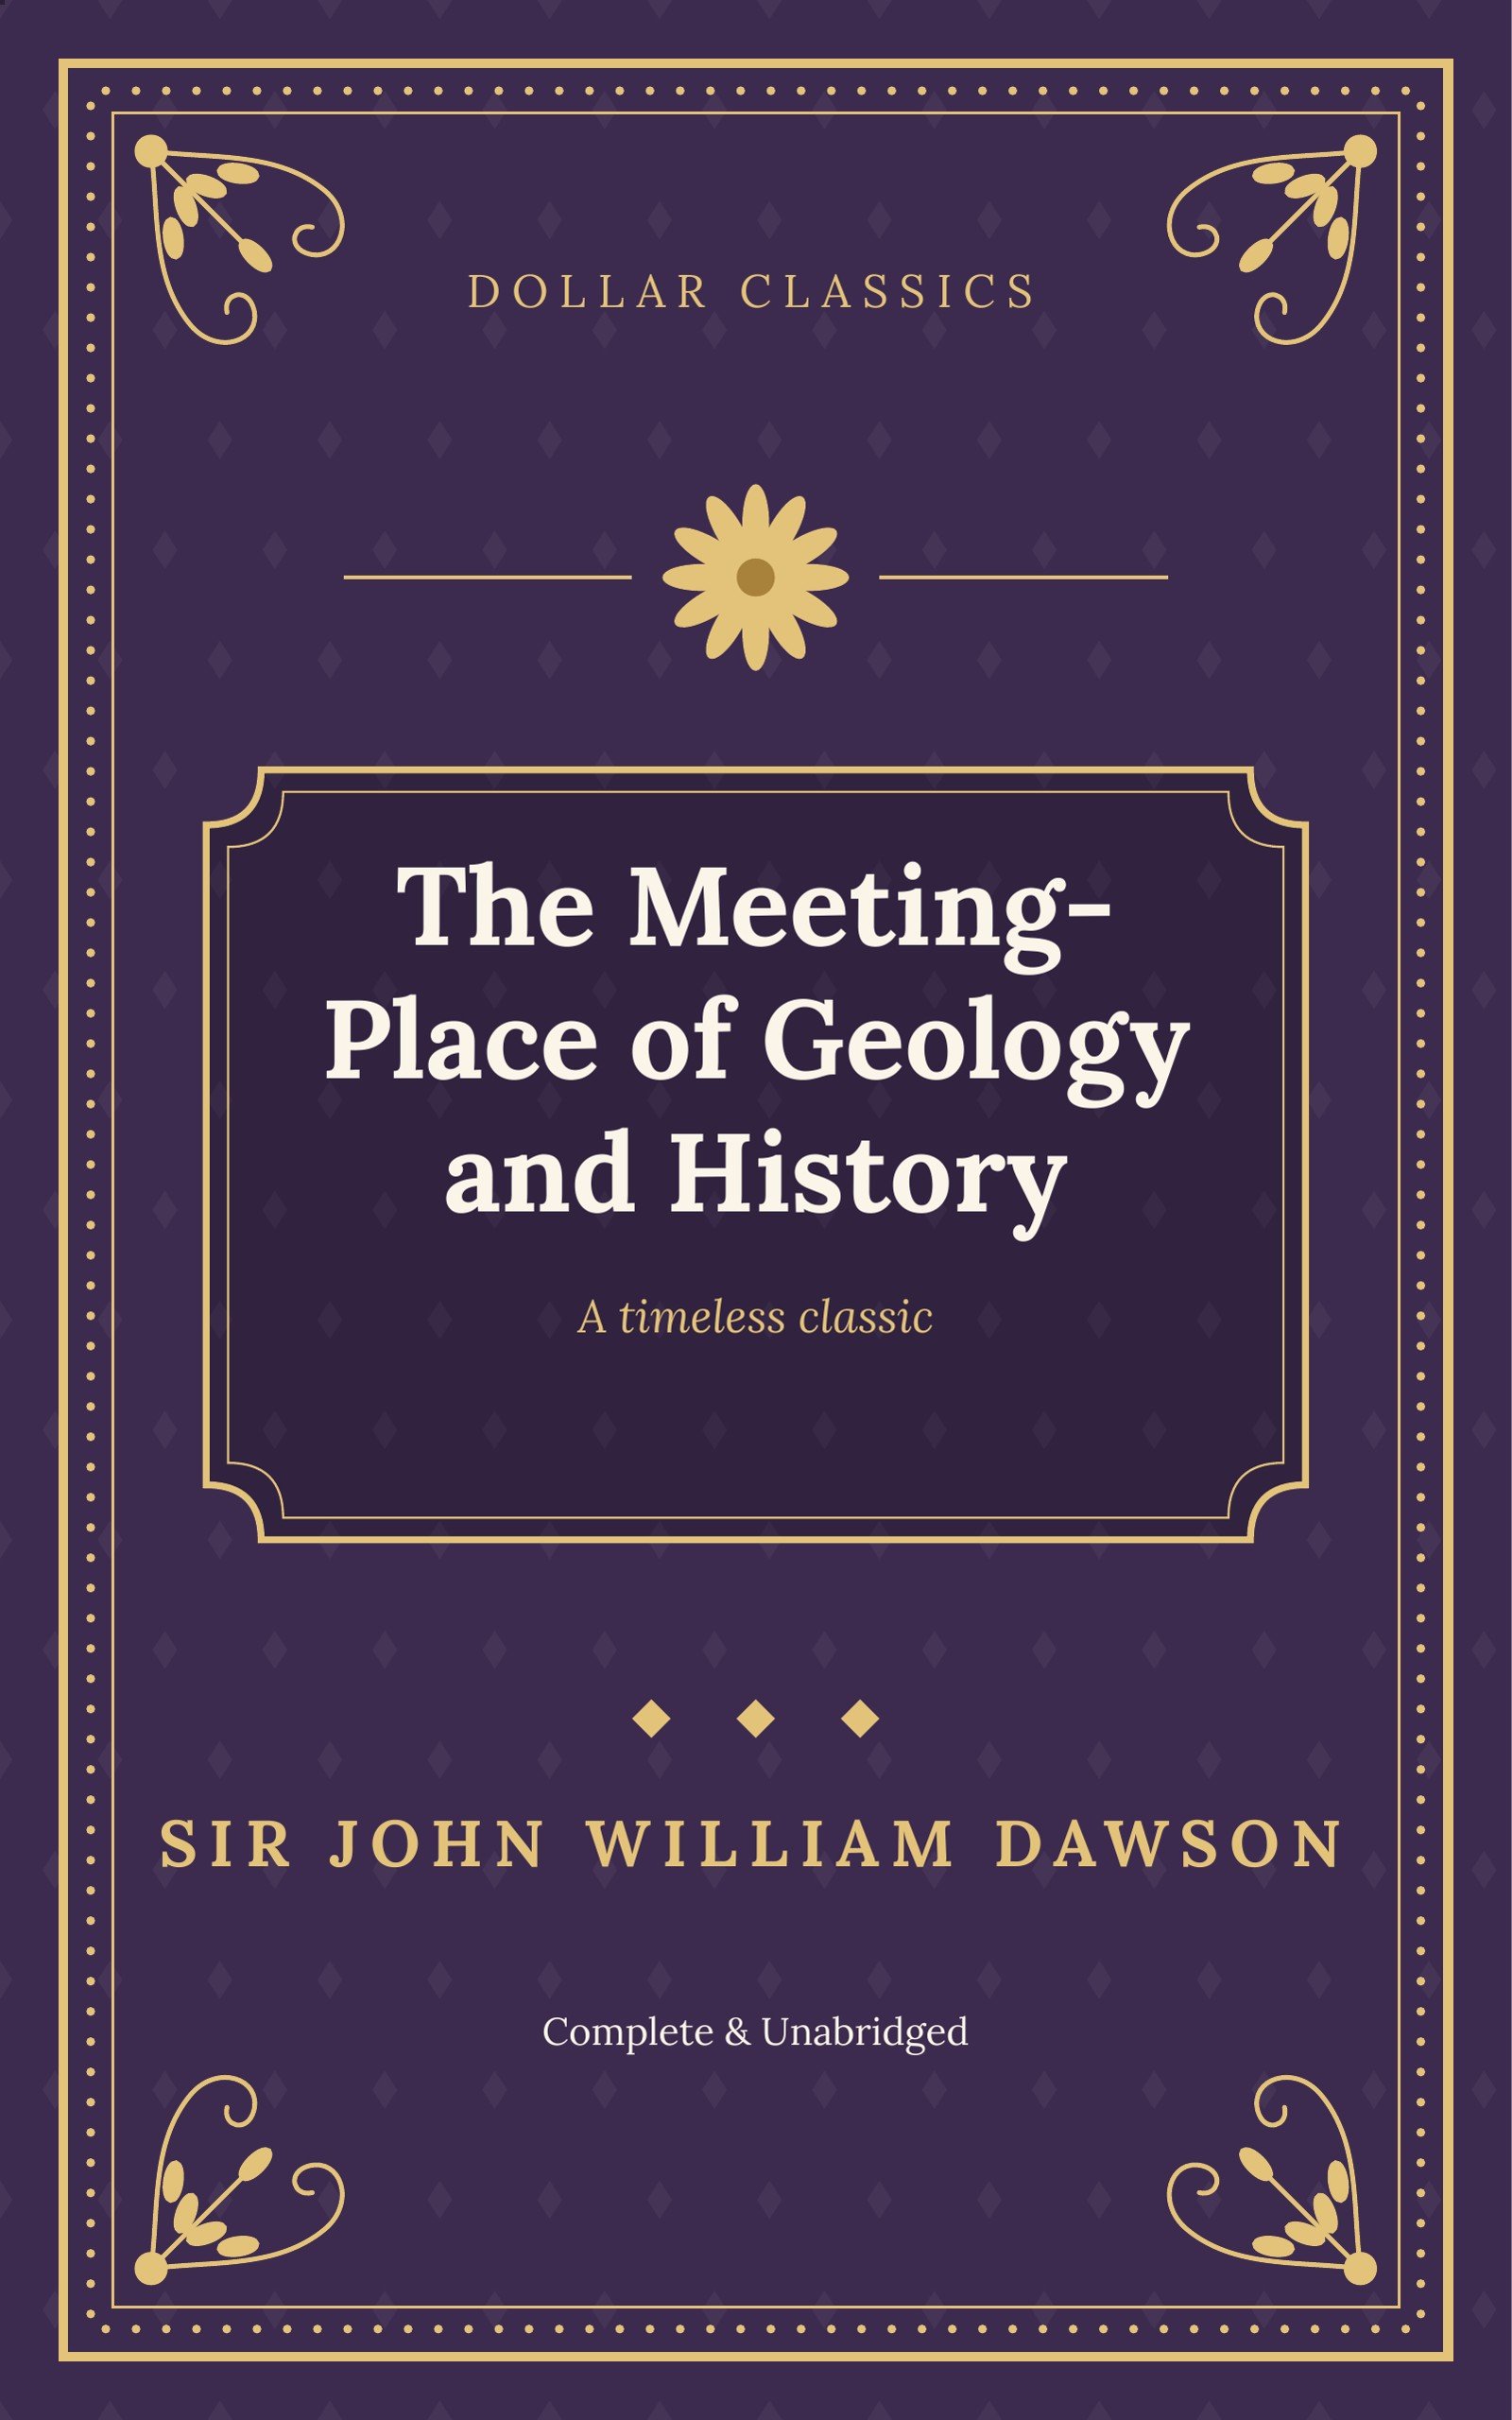 DOLLAR CLASSICS
The Meeting-
Place of Geology
and History
A timeless classic
SIR JOHN WILLIAM DAWSON
Complete & Unabridged